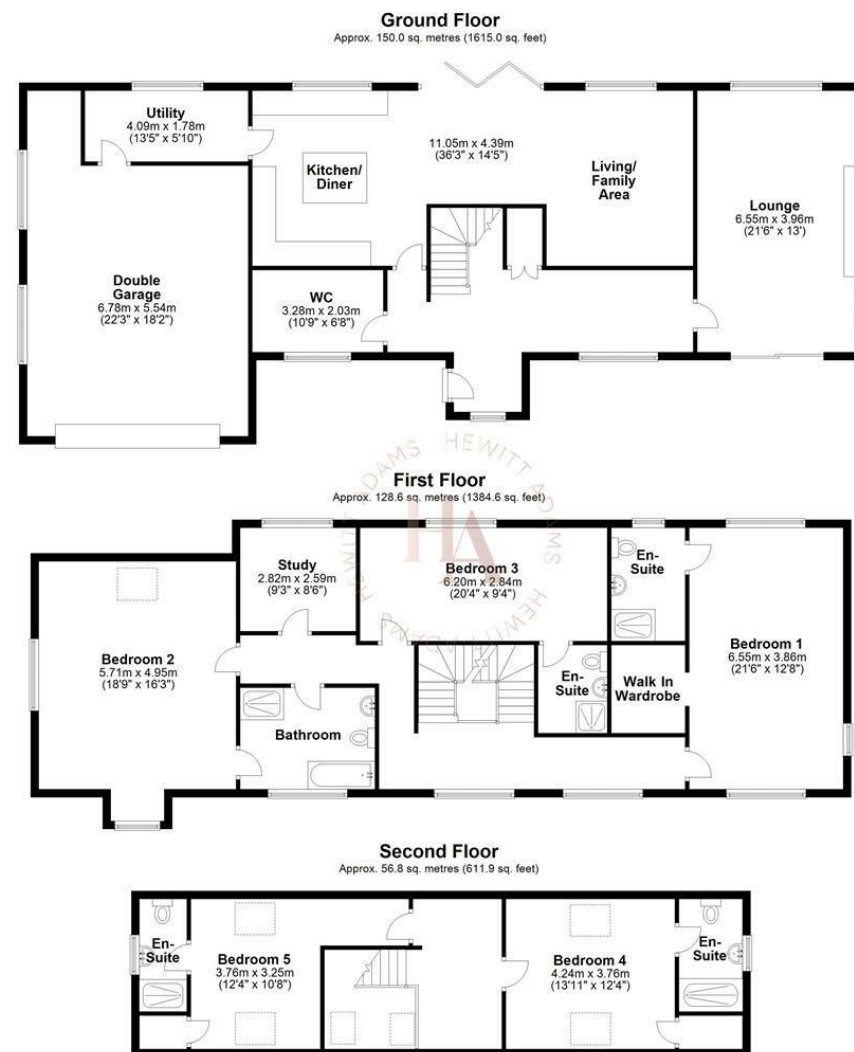 Ground Floor
Approx. 150.0 sq. metres (1615.0 sq. feet)
Utility
4.09m x 1.78m
(13'5" x 5'10")
11.05m x 4.39m
(36'3" x 14'5")
Kitchen/
Diner
Living/
Family
Area
Lounge
6.55m x 3.96m
(21'6" x 13')
Double
Garage
6.78m x 5.54m
(22'3" x 18'2")
WC
3.28m x 2.03m
(10'9" x 6'8")
HEWITT ADAMS HEWITT ADAMS HEWITT ADAMS
HA
First Floor
Approx. 128.6 sq. metres (1384.6 sq. feet)
Study
2.82m x 2.59m
(9'3" x 8'6")
Bedroom 3
6.20m x 2.84m
(20'4" x 9'4")
En-
Suite
Bedroom 2
5.71m x 4.95m
(18'9" x 16'3")
Bedroom 1
6.55m x 3.86m
(21'6" x 12'8")
En-
Suite
Walk In
Wardrobe
Bathroom
Second Floor
Approx. 56.8 sq. metres (611.9 sq. feet)
En-
Suite
Bedroom 5
3.76m x 3.25m
(12'4" x 10'8")
Bedroom 4
4.24m x 3.76m
(13'11" x 12'4")
En-
Suite